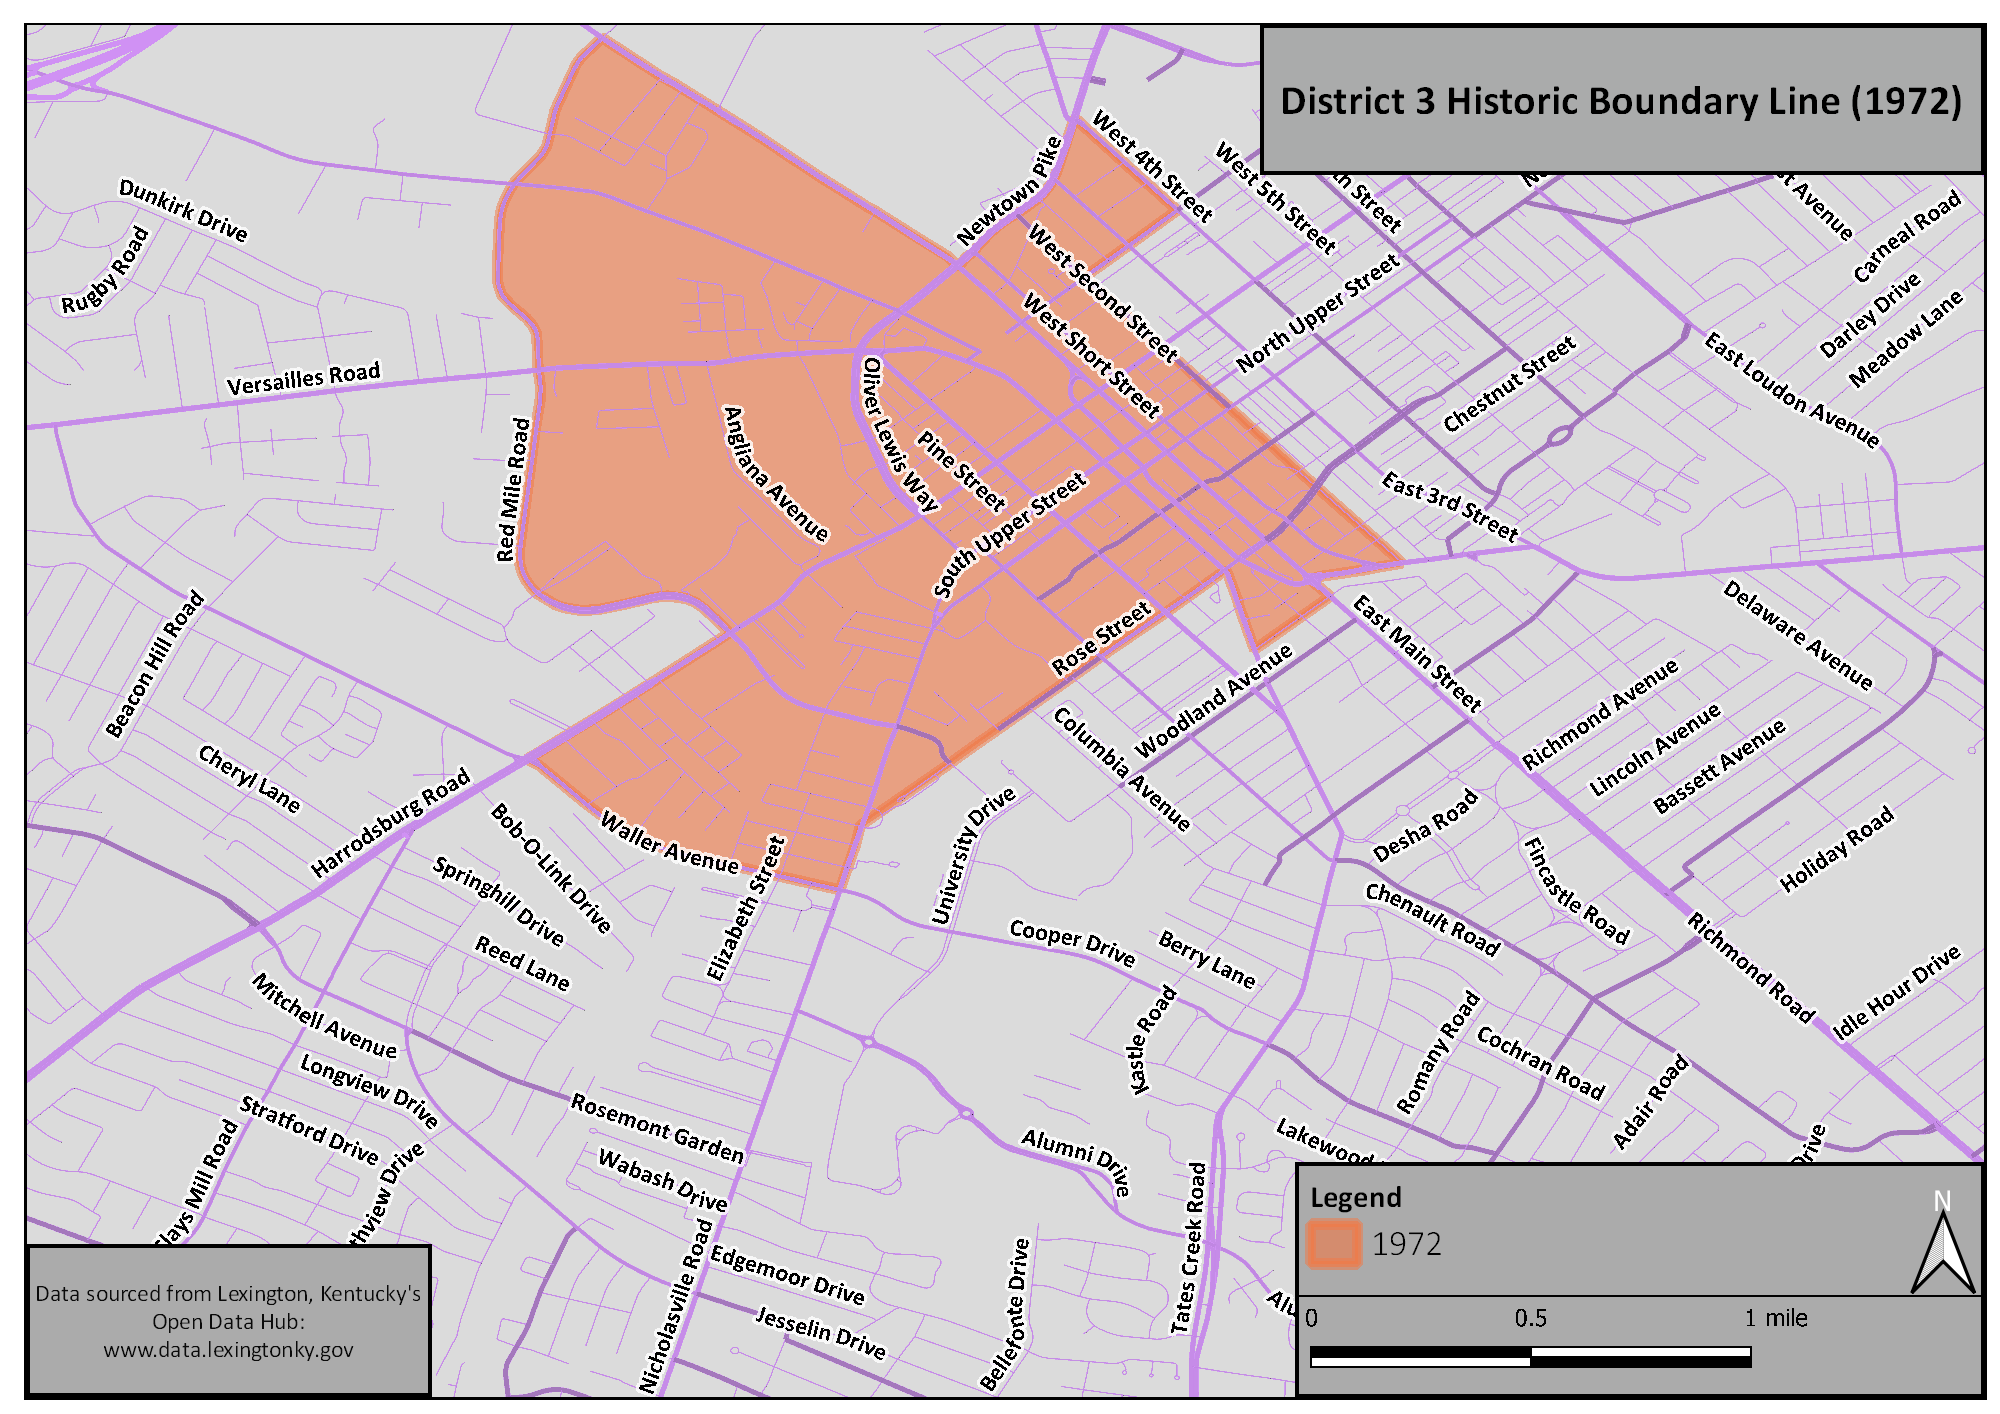 District 3 Historic Boundary Line (1972)
West 4th Street
West 5th Street
th Street
Newtown Pike
Dunkirk Drive
Rugby Road
Carneal Road
Darley Drive
Meadow Lane
West Second Street
West Short Street
North Upper Street
Chestnut Street
East Loudon Avenue
Versailles Road
Oliver Lewis Way
Angliana Avenue
Pine Street
Red Mile Road
South Upper Street
East 3rd Street
Beacon Hill Road
Rose Street
East Main Street
Delaware Avenue
Woodland Avenue
Columbia Avenue
Richmond Avenue
Lincoln Avenue
Bassett Avenue
Cheryl Lane
Harrodsburg Road
Bob-O-Link Drive
Waller Avenue
Elizabeth Street
University Drive
Desha Road
Fincastle Road
Holiday Road
Springhill Drive
Reed Lane
Chenault Road
Richmond Road
Cooper Drive
Berry Lane
Kastle Road
Romany Road
Cochran Road
Adair Road
Idle Hour Drive
Mitchell Avenue
Longview Drive
Stratford Drive
thview Drive
Clays Mill Road
Rosemont Garden
Wabash Drive
Alumni Drive
Lakewood
Drive
Tates Creek Road
Nicholasville Road
Edgemoor Drive
Jesselin Drive
Bellefonte Drive
Alu
Legend
1972
N
0 0.5 1 mile
Data sourced from Lexington, Kentucky's
Open Data Hub:
www.data.lexingtonky.gov